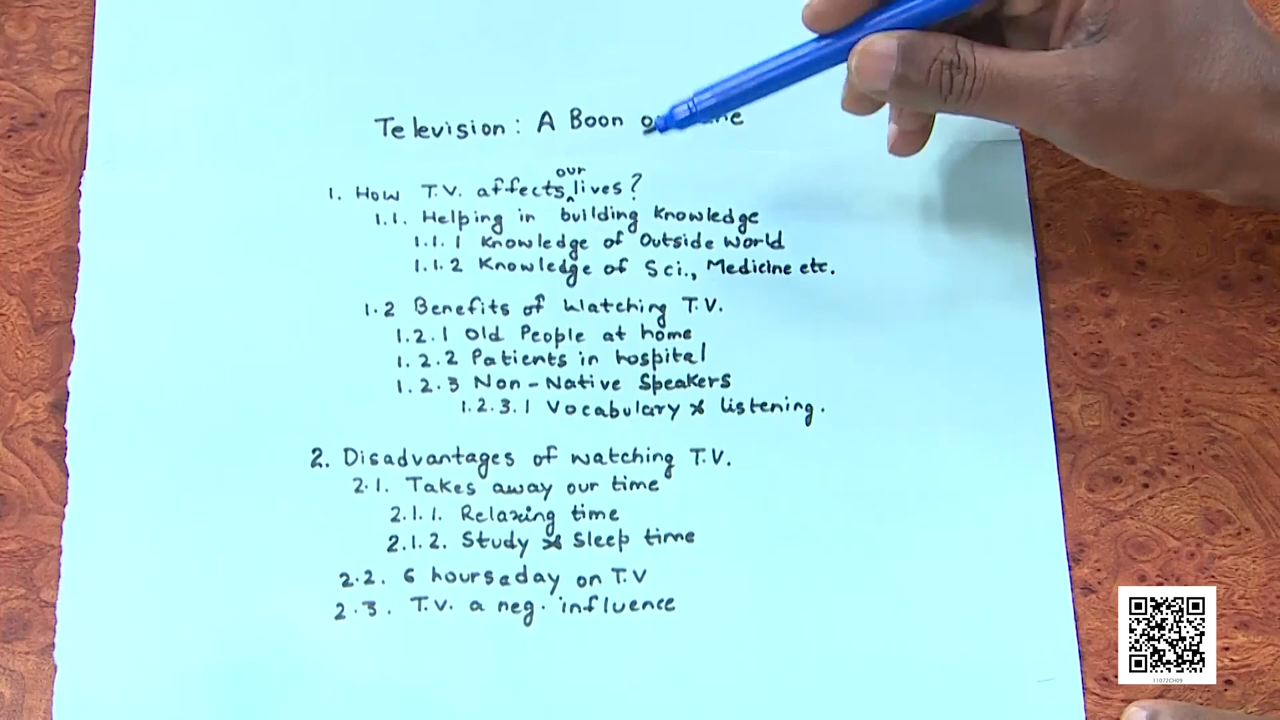 Television: A Boon
1. How T.V. affects our lives?
1.1. Helping in building knowledge
1.1.1 Knowledge of Outside World
1.1.2 Knowledge of Sci., Medicine etc.
1.2 Benefits of Watching T.V.
1.2.1 Old People at home
1.2.2 Patients in hospital
1.2.3 Non-Native Speakers
1.2.3.1 Vocabulary & listening.
2. Disadvantages of watching T.V.
2.1. Takes away our time
2.1.1. Relaxing time
2.1.2. Study & Sleep time
2.2. 6 hours a day on T.V
2.3. T.V. a neg. influence
11072CH09